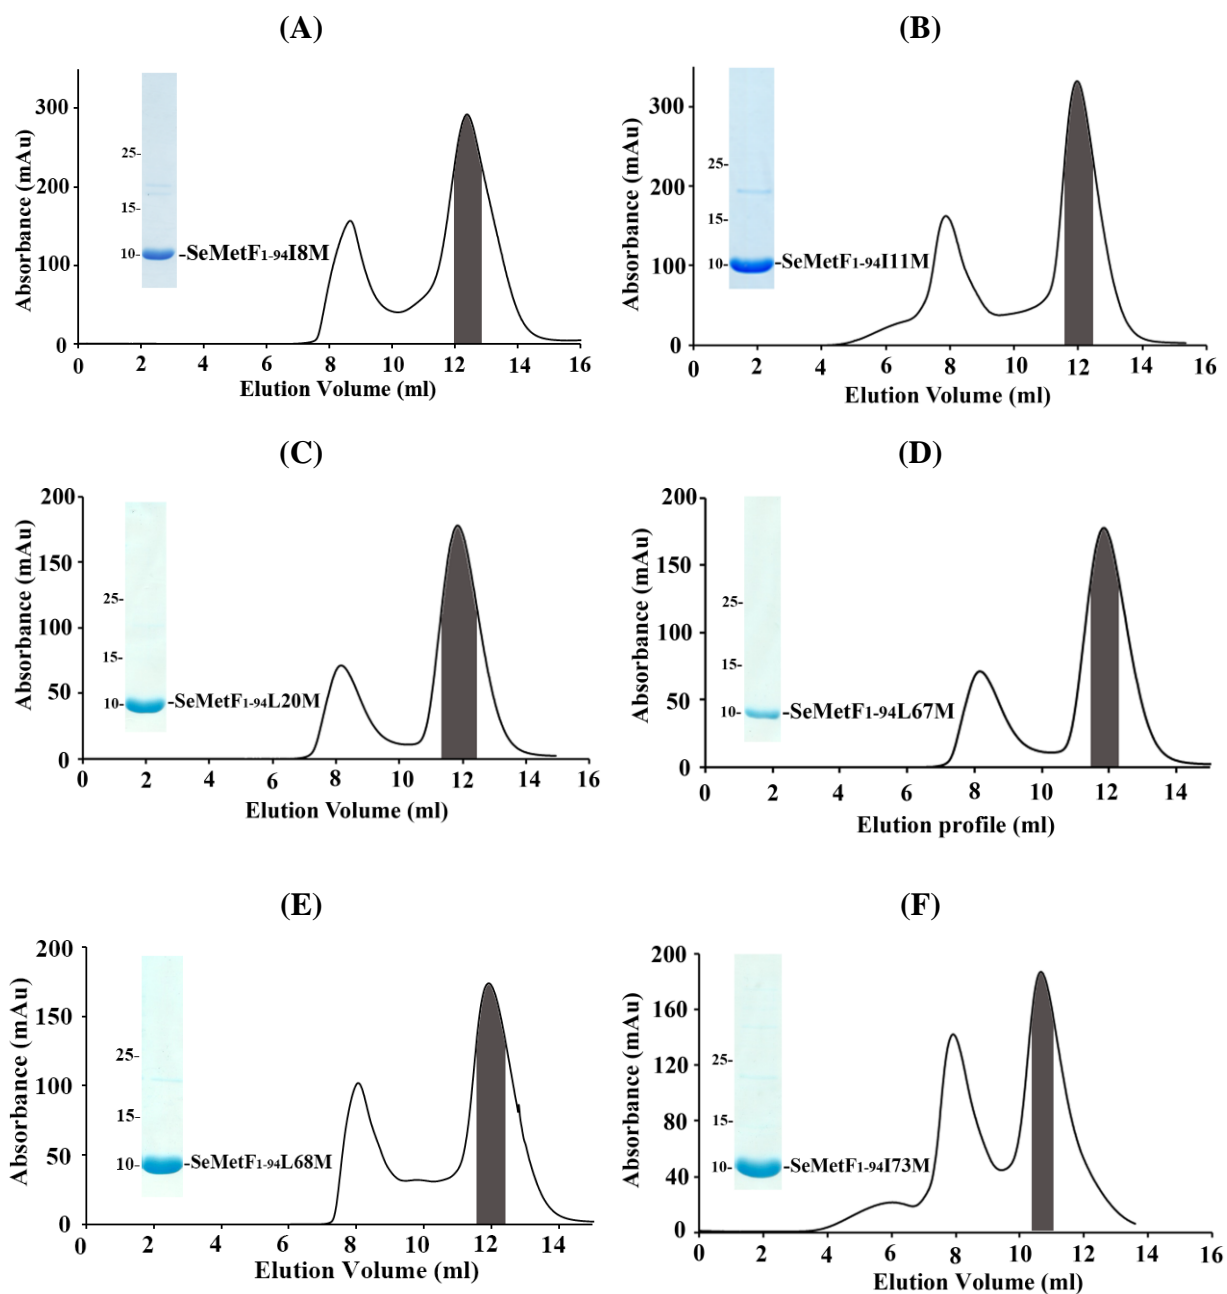 (A)
Absorbance (mAu)
300
200
100
0
25-
15-
10-
-SeMetF1-94I8M
0 2 4 6 8 10 12 14 16
Elution Volume (ml)
(B)
Absorbance (mAu)
300
200
100
0
25-
15-
10-
-SeMetF1-94I11M
0 2 4 6 8 10 12 14 16
Elution Volume (ml)
(C)
Absorbance (mAu)
200
150
100
50
0
25-
15-
10-
-SeMetF1-94L20M
0 2 4 6 8 10 12 14 16
Elution Volume (ml)
(D)
Absorbance (mAu)
200
150
100
50
0
25-
15-
10-
-SeMetF1-94L67M
0 2 4 6 8 10 12 14
Elution profile (ml)
(E)
Absorbance (mAu)
200
150
100
50
0
25-
15-
10-
-SeMetF1-94L68M
0 2 4 6 8 10 12 14
Elution Volume (ml)
(F)
Absorbance (mAu)
200
160
120
80
40
0
25-
15-
10-
-SeMetF1-94I73M
0 2 4 6 8 10 12 14 16
Elution Volume (ml)